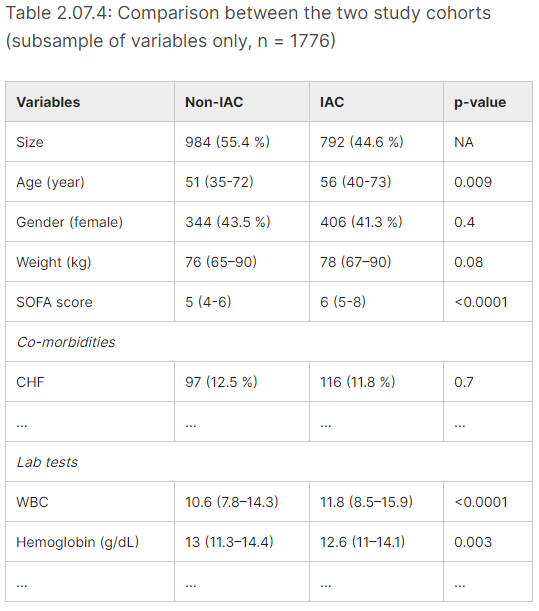 Table 2.07.4: Comparison between the two study cohorts
(subsample of variables only, n = 1776)
Variables Non-IAC IAC p-value
Size 984 (55.4 %) 792 (44.6 %) NA
Age (year) 51 (35-72) 56 (40-73) 0.009
Gender (female) 344 (43.5 %) 406 (41.3 %) 0.4
Weight (kg) 76 (65–90) 78 (67–90) 0.08
SOFA score 5 (4-6) 6 (5-8) <0.0001
Co-morbidities
CHF 97 (12.5 %) 116 (11.8 %) 0.7
... ... ... ...
Lab tests
WBC 10.6 (7.8–14.3) 11.8 (8.5–15.9) <0.0001
Hemoglobin (g/dL) 13 (11.3–14.4) 12.6 (11–14.1) 0.003
... ... ... ...